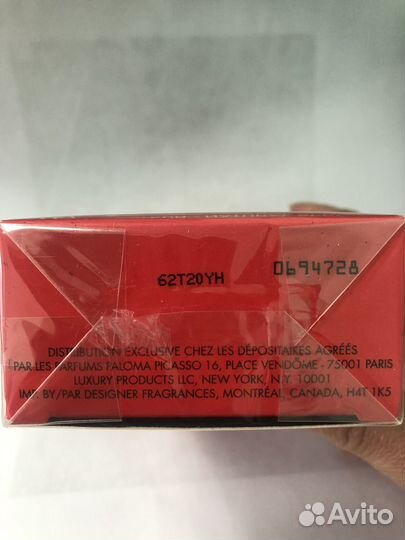 62T20YH 0694728
DISTRIBUTION EXCLUSIVE CHEZ LES DÉPOSITAIRES AGRÉÉS
PAR LES PARFUMS PALOMA PICASSO 16, PLACE VENDÔME - 75001 PARIS
LUXURY PRODUCTS LLC, NEW YORK, N.Y. 10001
IMP. BY/PAR DESIGNER FRAGRANCES, MONTRÉAL, CANADA, H4T 1K5
Avito